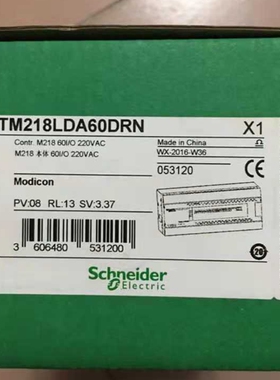 TM218LDA60DRN
X1
Contr. M218 60I/O 220VAC
M218 本体 60I/O 220VAC
Made in China
WX-2016-W36
053120
Modicon
PV:08 RL:13 SV:3.37
3 606480 531200
Schneider
Electric
20